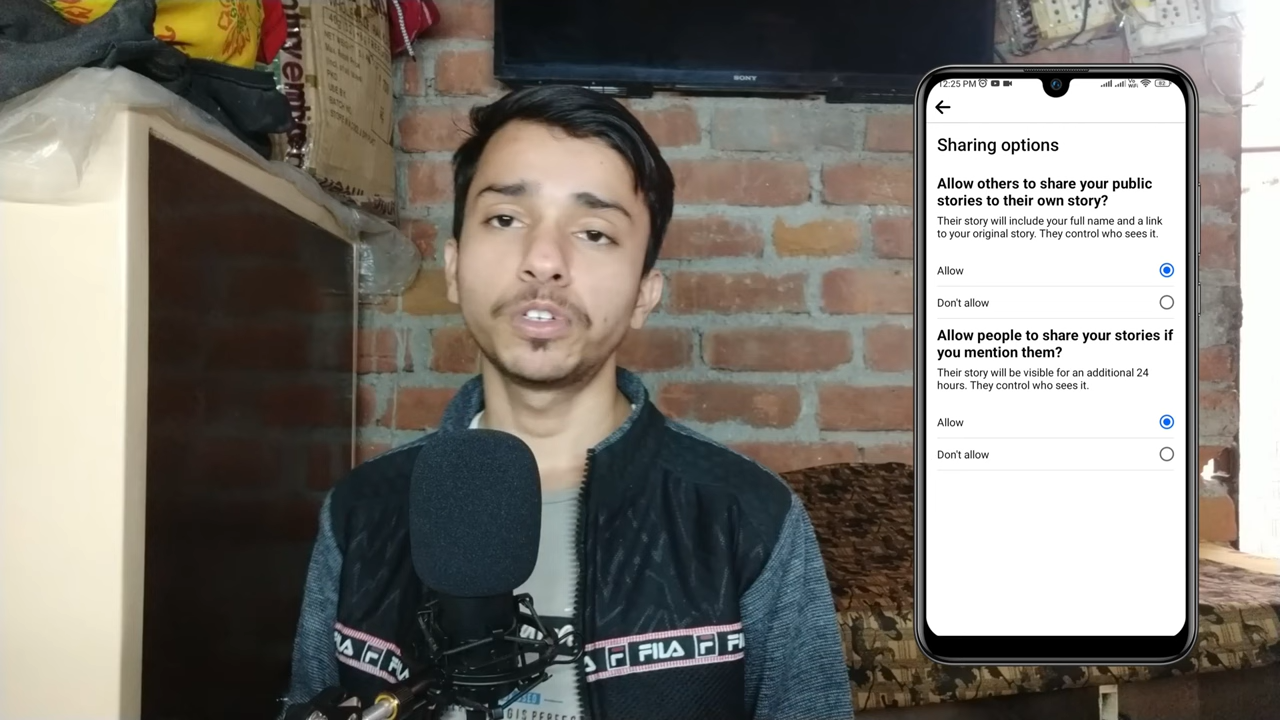 SONY
12:25 PM
Sharing options
Allow others to share your public
stories to their own story?
Their story will include your full name and a link
to your original story. They control who sees it.
Allow
Don't allow
Allow people to share your stories if
you mention them?
Their story will be visible for an additional 24
hours. They control who sees it.
Allow
Don't allow
FILA
FILA